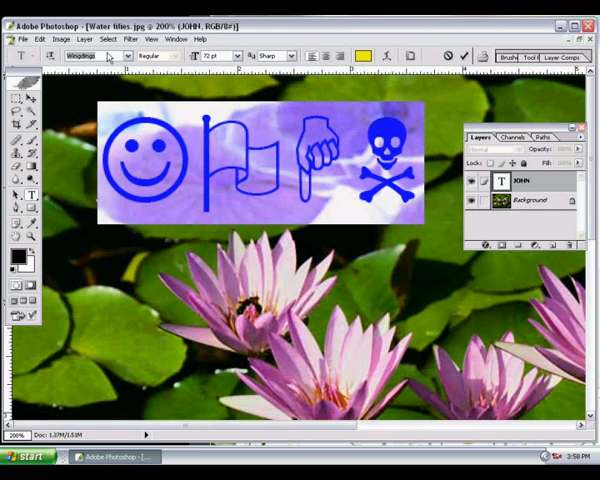 Adobe Photoshop - [Water lilies.jpg @ 200% (JOHN, RGB/8#)]
File Edit Image Layer Select Filter View Window Help
Wingdings Regular 72 pt Sharp Layer Comps
Layers Channels Paths
Normal Opacity: 100%
Lock: Fill: 100%
JOHN
Background
200% Doc: 1.37M/1.51M
start Adobe Photoshop - [... 3:58 PM